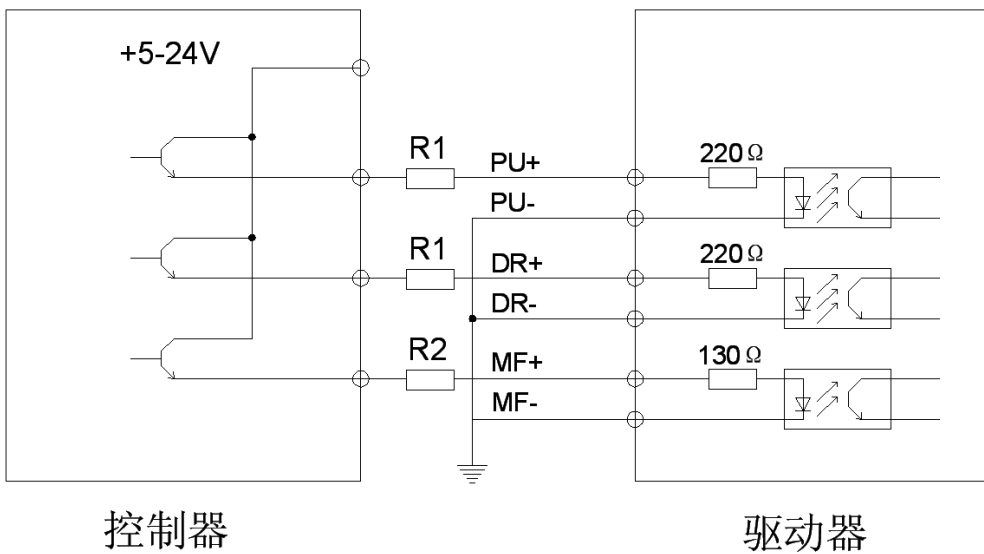 +5-24V
R1
PU+
220Ω
PU-
R1
DR+
220Ω
DR-
R2
MF+
130Ω
MF-
控制器
驱动器